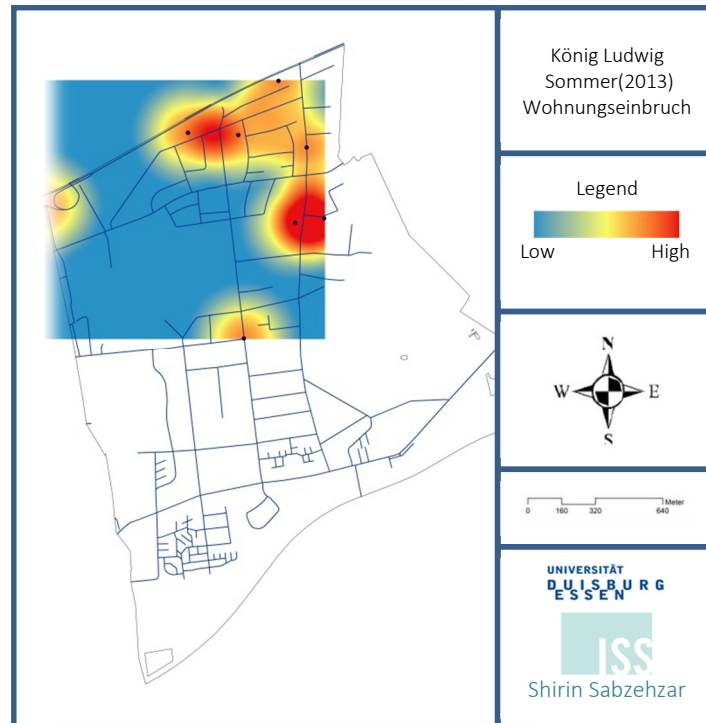 König Ludwig
Sommer(2013)
Wohnungseinbruch
Legend
Low High
N
W E
S
Meter
0 160 320 640
UNIVERSITÄT
DUISBURG
ESSEN
ISS
Shirin Sabzehzar